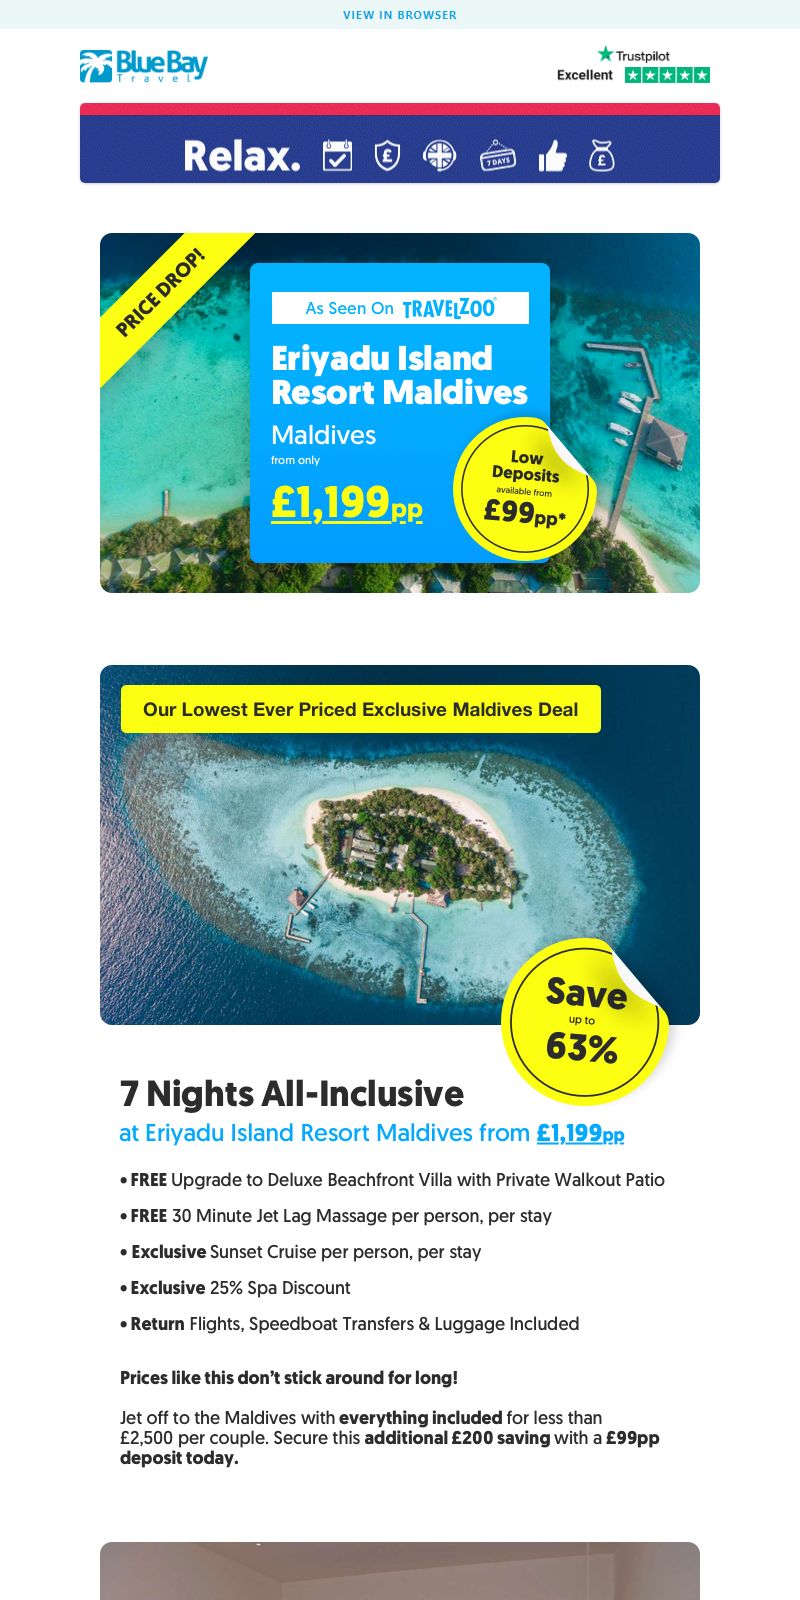 VIEW IN BROWSER
Blue Bay
Travel
Trustpilot
Excellent
Relax.
£
7 DAYS
£
PRICE DROP!
As Seen On TRAVELZOO
Eriyadu Island
Resort Maldives
Maldives
from only
£1,199pp
Low
Deposits
available from
£99pp*
Our Lowest Ever Priced Exclusive Maldives Deal
Save
up to
63%
7 Nights All-Inclusive
at Eriyadu Island Resort Maldives from £1,199pp
• FREE Upgrade to Deluxe Beachfront Villa with Private Walkout Patio
• FREE 30 Minute Jet Lag Massage per person, per stay
• Exclusive Sunset Cruise per person, per stay
• Exclusive 25% Spa Discount
• Return Flights, Speedboat Transfers & Luggage Included
Prices like this don’t stick around for long!
Jet off to the Maldives with everything included for less than
£2,500 per couple. Secure this additional £200 saving with a £99pp
deposit today.